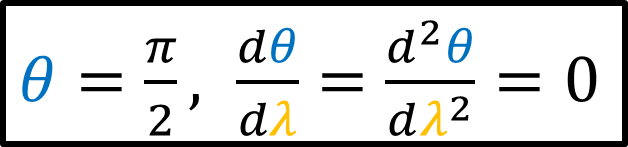 θ = π/2, dθ/dλ = d²θ/dλ² = 0